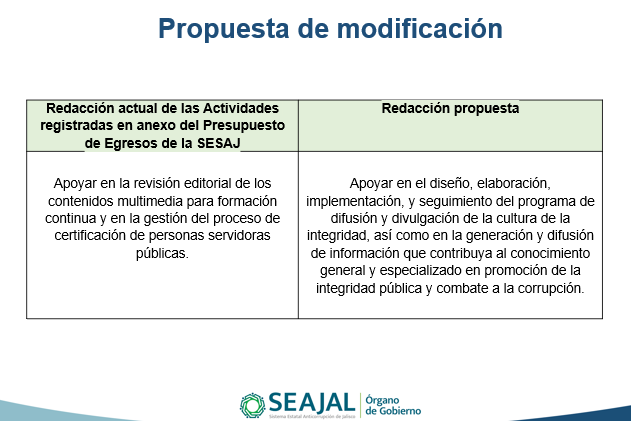 Propuesta de modificación
Redacción actual de las Actividades
registradas en anexo del Presupuesto
de Egresos de la SESAJ
Redacción propuesta
Apoyar en la revisión editorial de los
contenidos multimedia para formación
continua y en la gestión del proceso de
certificación de personas servidoras
públicas.
Apoyar en el diseño, elaboración,
implementación, y seguimiento del programa de
difusión y divulgación de la cultura de la
integridad, así como en la generación y difusión
de información que contribuya al conocimiento
general y especializado en promoción de la
integridad pública y combate a la corrupción.
SEAJAL
Sistema Estatal Anticorrupción de Jalisco
Órgano
de Gobierno